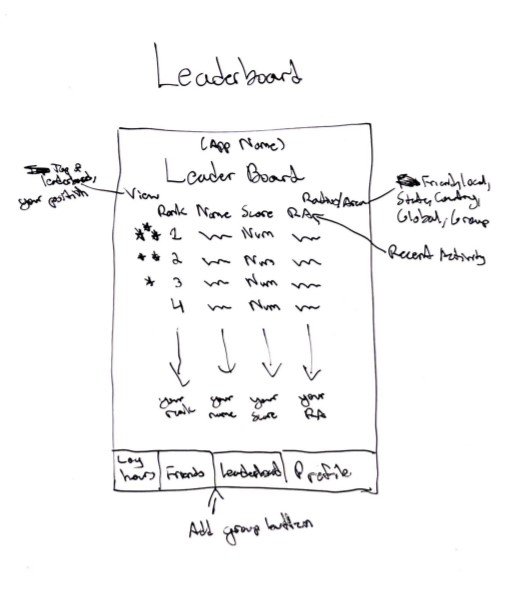 Leaderboard
(App Name)
Leader Board
Top of
leaderboard,
your position
View
Radius/Area
Friends, local,
State, Country,
Global, Group
Rank Name Score RA
Recent Activity
1 Num
2 Num
3 Num
4 Num
your rank
your name
your score
your RA
Log hours
Friends
Leaderboard
Profile
Add group button